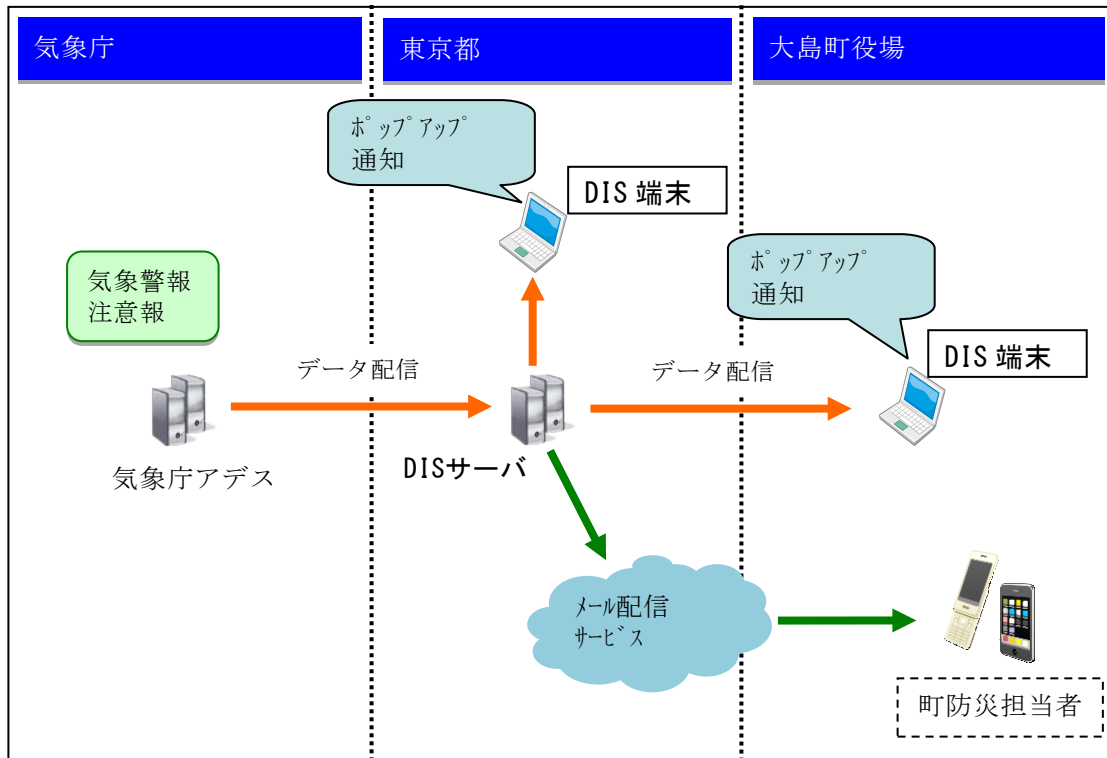 気象庁
東京都
大島町役場
ﾎﾟｯﾌﾟｱｯﾌﾟ
通知
DIS 端末
気象警報
注意報
ﾎﾟｯﾌﾟｱｯﾌﾟ
通知
DIS 端末
データ配信
データ配信
気象庁アデス
DISサーバ
ﾒｰﾙ配信
ｻｰﾋﾞｽ
町防災担当者